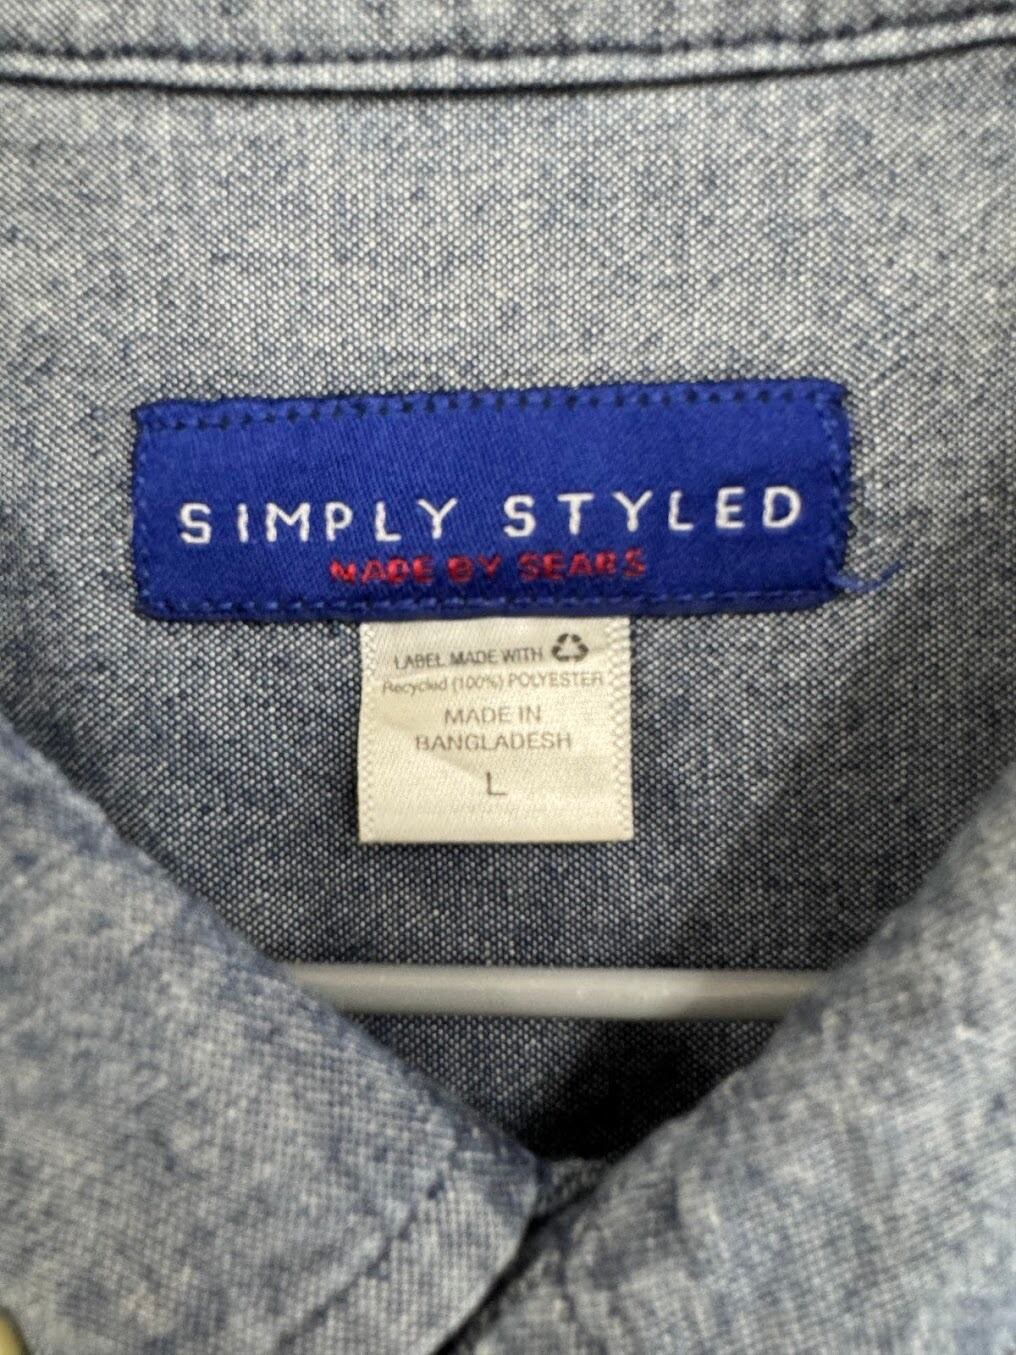 SIMPLY STYLED
MADE BY SEARS
LABEL MADE WITH
Recycled (100%) POLYESTER
MADE IN
BANGLADESH
L